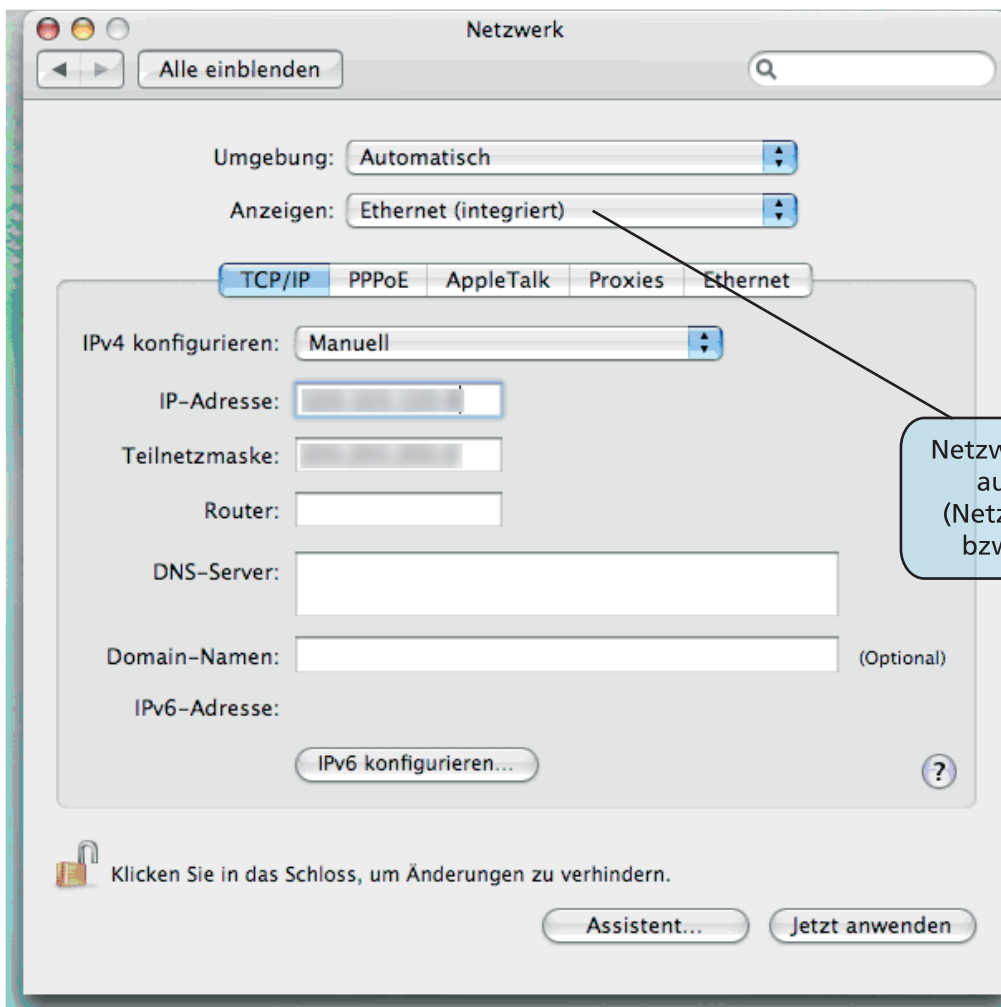 Netzwerk
Alle einblenden
Umgebung: Automatisch
Anzeigen: Ethernet (integriert)
TCP/IP PPPoE AppleTalk Proxies Ethernet
IPv4 konfigurieren: Manuell
IP-Adresse:
Teilnetzmaske:
Router:
DNS-Server:
Domain-Namen: (Optional)
IPv6-Adresse:
IPv6 konfigurieren...
?
Klicken Sie in das Schloss, um Änderungen zu verhindern.
Assistent... Jetzt anwenden